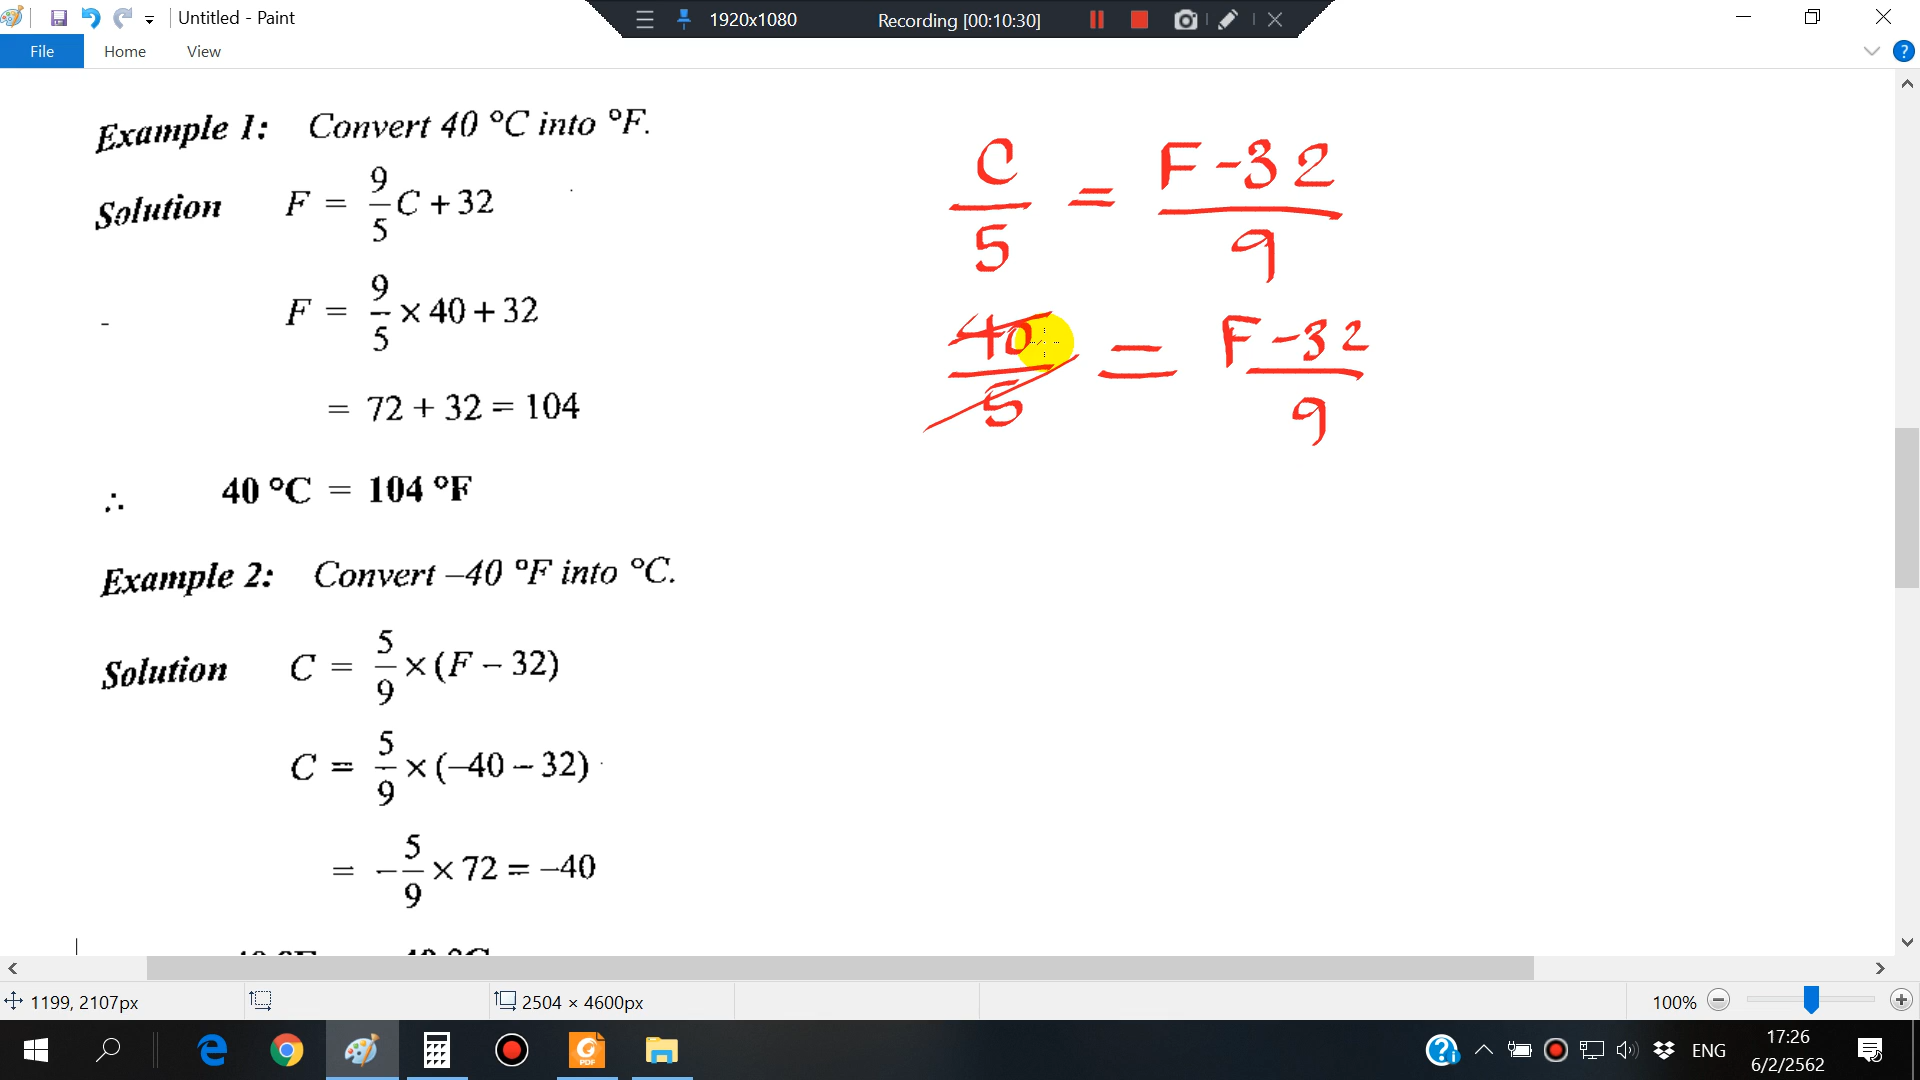 Untitled - Paint
1920x1080
Recording [00:10:30]
File Home View
Example 1: Convert 40 °C into °F.
Solution F = 9/5 C + 32
F = 9/5 × 40 + 32
= 72 + 32 = 104
∴ 40 °C = 104 °F
Example 2: Convert –40 °F into °C.
Solution C = 5/9 × (F – 32)
C = 5/9 × (–40 – 32)
= -5/9 × 72 = –40
C/5 = F-32/9
40/5 = F-32/9
1199, 2107px
2504 × 4600px
100%
PDF
ENG
17:26
6/2/2562